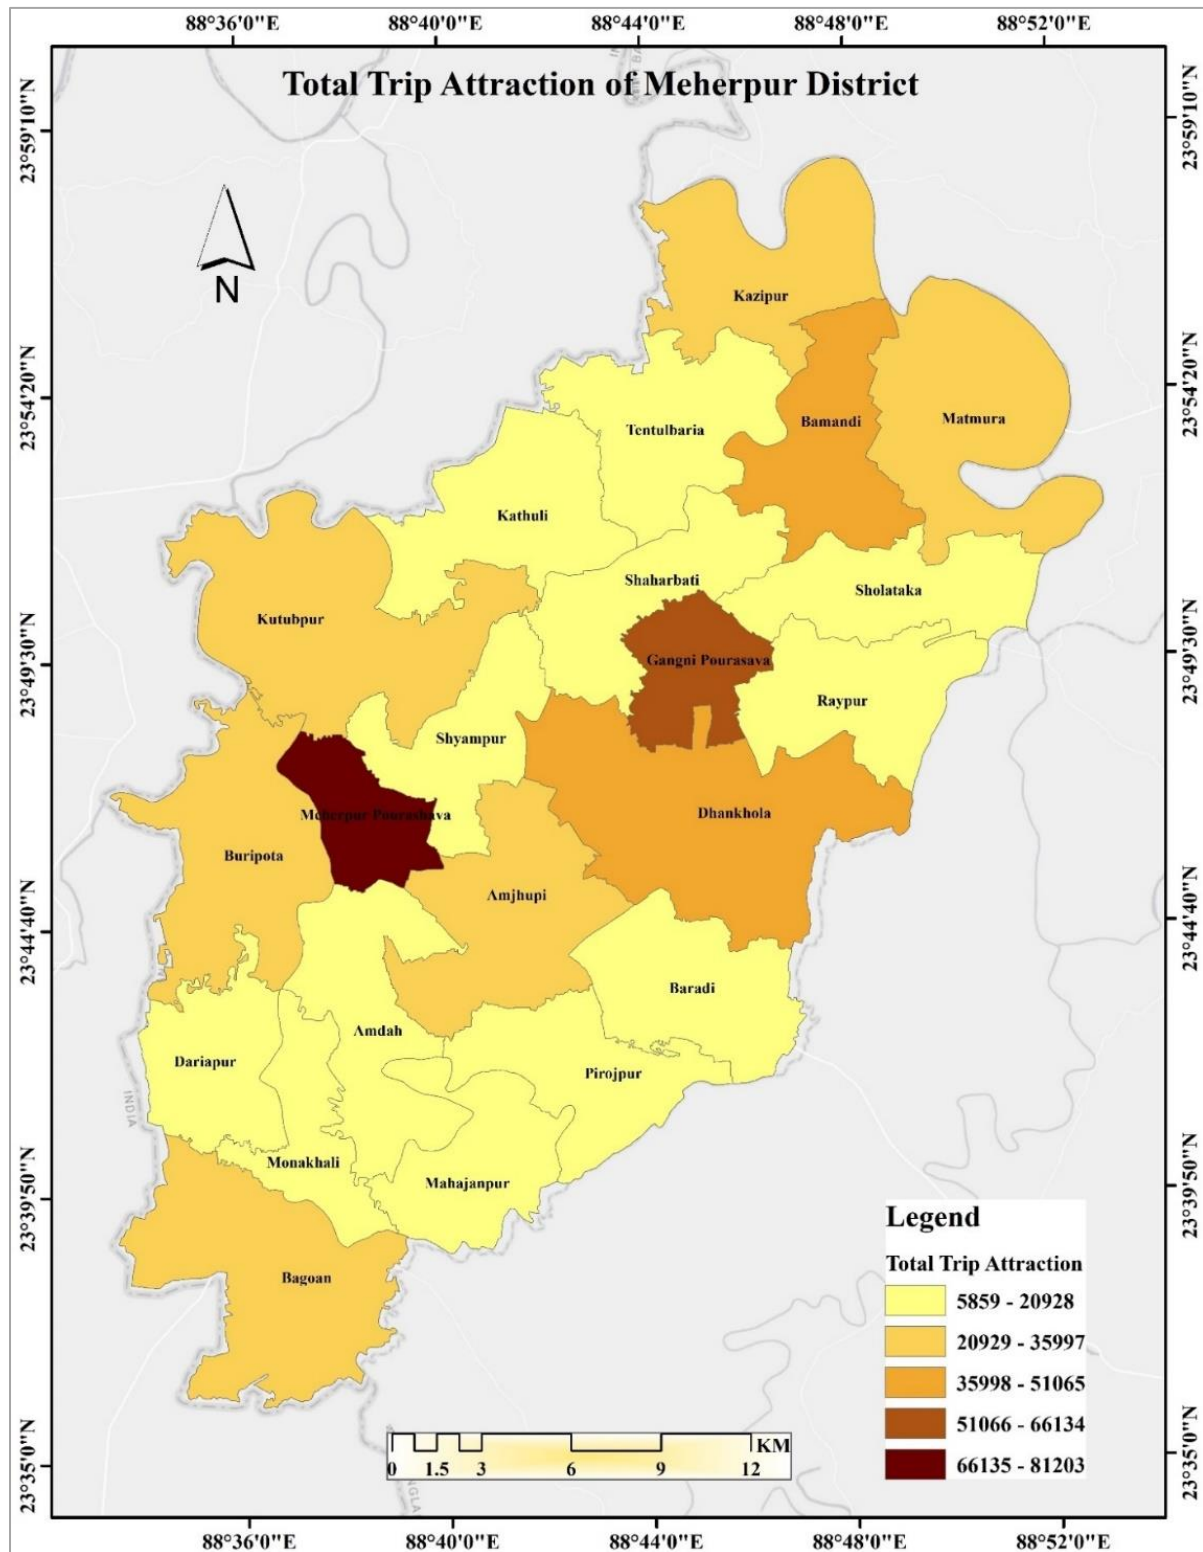 88°36'0"E 88°40'0"E 88°44'0"E 88°48'0"E 88°52'0"E
Total Trip Attraction of Meherpur District
23°59'10"N 23°59'10"N
N
Kazipur
23°54'20"N 23°54'20"N
Matmura
Bamandi
Tentulbaria
Kathuli
Shaharbati
Sholataka
Kutubpur
23°49'30"N 23°49'30"N
Gangni Pourasava
Raypur
Shyampur
Dhankhola
Meherpur Pourashava
Buripota
Amjhupi
23°44'40"N 23°44'40"N
Baradi
Amdah
Dariapur
Pirojpur
INDIA
Monakhali
Mahajanpur
23°39'50"N 23°39'50"N
Bagoan
Legend
Total Trip Attraction
5859 - 20928
20929 - 35997
35998 - 51065
51066 - 66134
66135 - 81203
KM
0 1.5 3 6 9 12
23°35'0"N 23°35'0"N
88°36'0"E 88°40'0"E 88°44'0"E 88°48'0"E 88°52'0"E